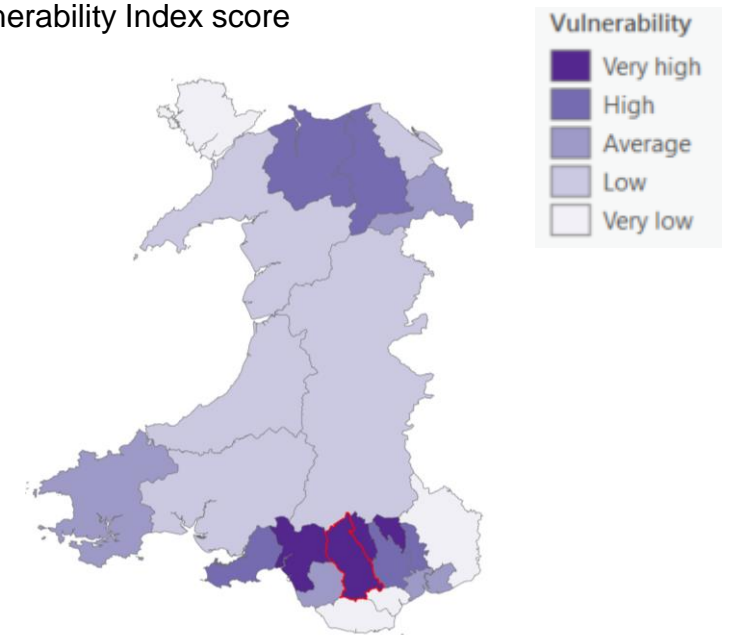 nerability Index score
Vulnerability
Very high
High
Average
Low
Very low